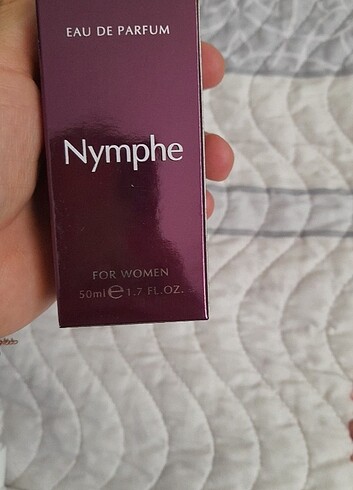 EAU DE PARFUM
Nymphe
FOR WOMEN
50ml ℮ 1.7 FL.OZ.